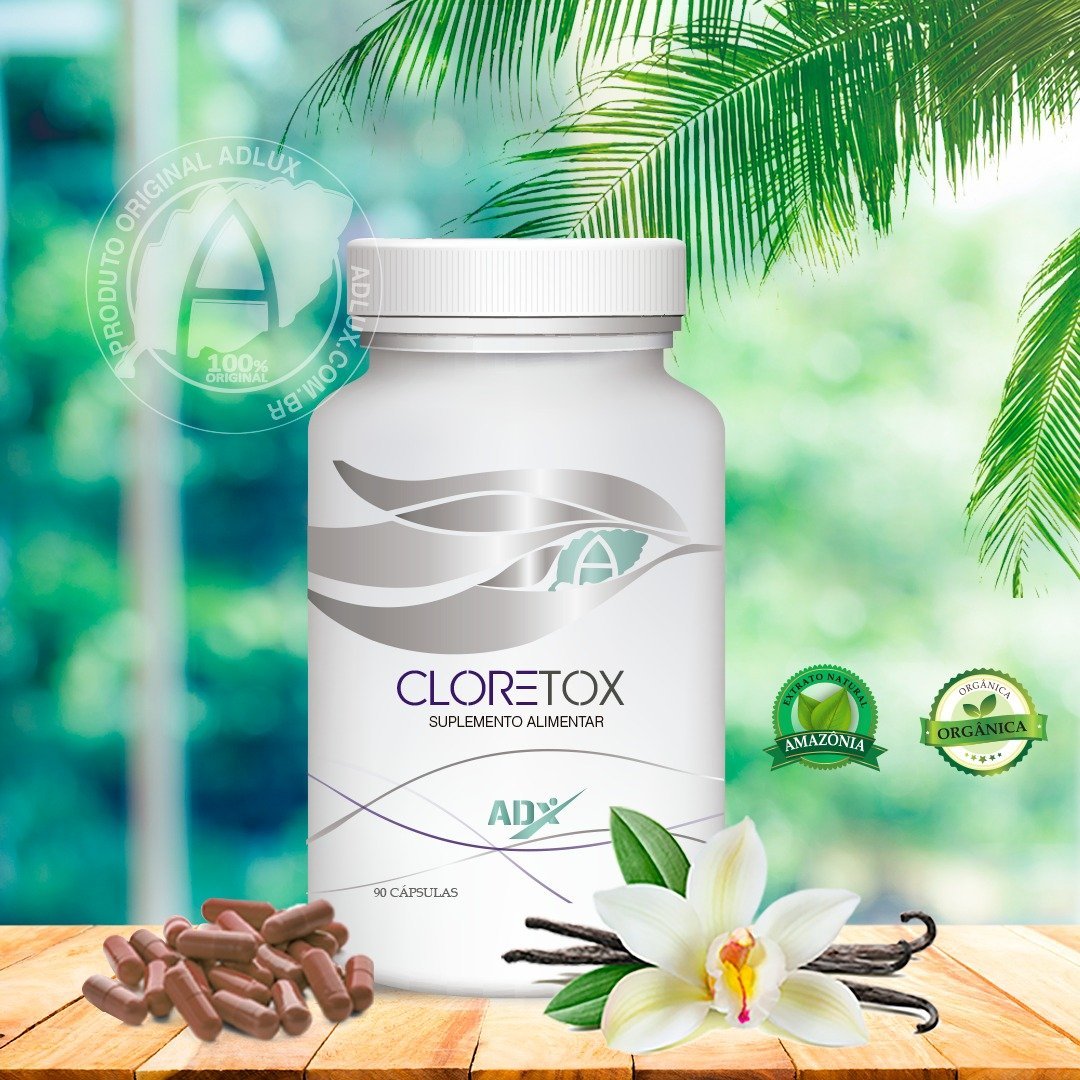 PRODUTO ORIGINAL ADLUX
ADLUX.COM.BR
A
100%
ORIGINAL
A
CLORETOX
SUPLEMENTO ALIMENTAR
ADX
90 CÁPSULAS
EXTRATO NATURAL
AMAZÔNIA
ORGÂNICA
ORGÂNICA